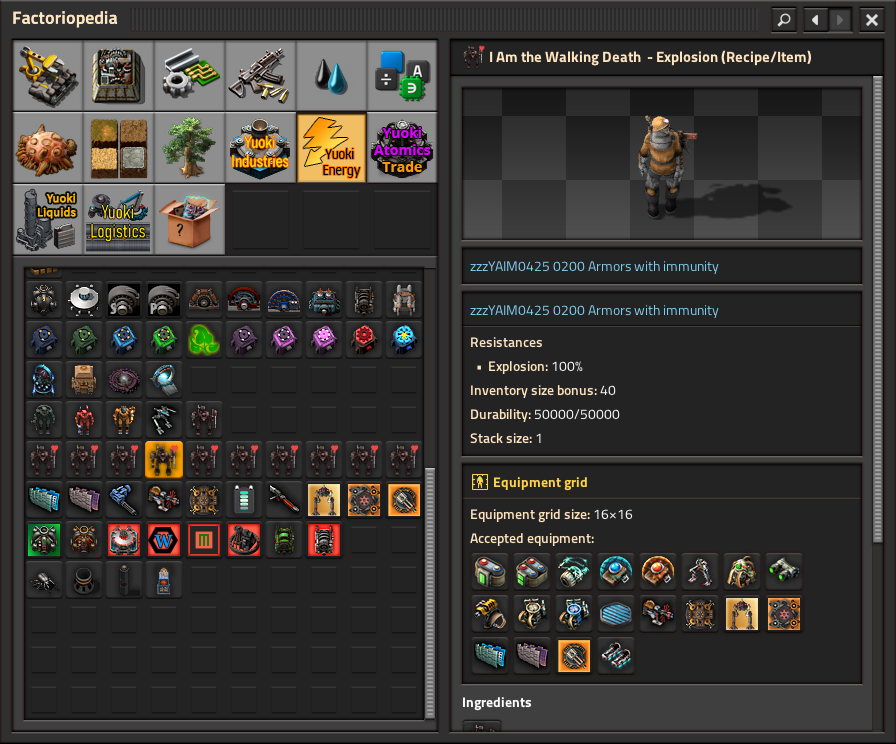 Factoriopedia
Yuoki
Industries
Yuoki
Energy
Yuoki
Atomics
Trade
Yuoki
Liquids
Yuoki
Logistics
?
I Am the Walking Death - Explosion (Recipe/Item)
zzzYAIM0425 0200 Armors with immunity
zzzYAIM0425 0200 Armors with immunity
Resistances
• Explosion: 100%
Inventory size bonus: 40
Durability: 50000/50000
Stack size: 1
Equipment grid
Equipment grid size: 16×16
Accepted equipment:
Ingredients